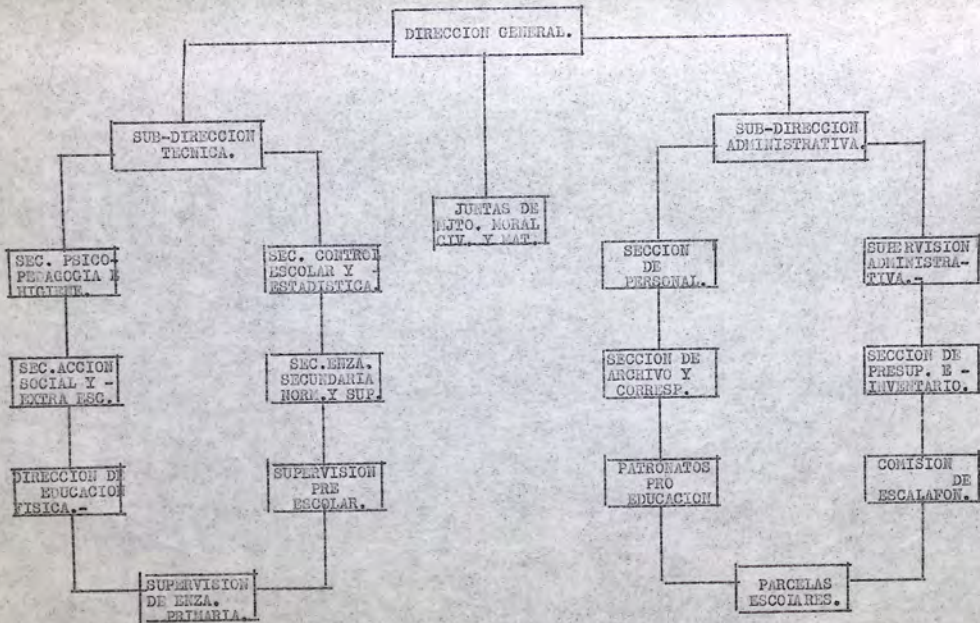 DIRECCION GENERAL.
SUB-DIRECCION
TECNICA.
SUB-DIRECCION
ADMINISTRATIVA.
JUNTAS DE
MJTO. MORAL
CIV. Y MAT.
SEC. PSICO-
PEDAGOGIA E
HIGIENE.
SEC. CONTROL
ESCOLAR Y -
ESTADISTICA.
SECCION
DE
PERSONAL.
SUPERVISION
ADMINISTRA-
TIVA.-
SEC.ACCION
SOCIAL Y -
EXTRA ESC.
SEC.ENZA.
SECUNDARIA
NORM.Y SUP.
SECCION DE
ARCHIVO Y
CORRESP.
SECCION DE
PRESUP. E -
INVENTARIO.
DIRECCION DE
EDUCACION
FISICA.-
SUPERVISION
PRE
ESCOLAR.
PATRONATOS
PRO
EDUCACION
COMISION
DE
ESCALAFON.
SUPERVISION
DE ENZA.
PRIMARIA.
PARCELAS
ESCOLARES.